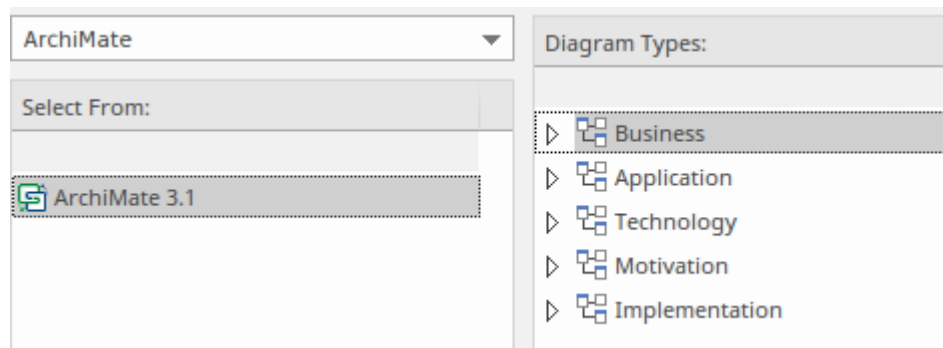 ArchiMate
Select From:
ArchiMate 3.1
Diagram Types:
Business
Application
Technology
Motivation
Implementation